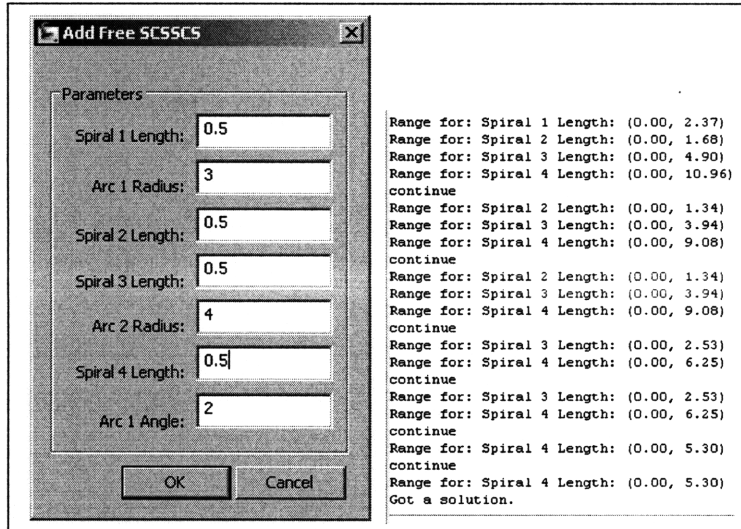 Add Free SCSSCS
Parameters
Spiral 1 Length: 0.5
Arc 1 Radius: 3
Spiral 2 Length: 0.5
Spiral 3 Length: 0.5
Arc 2 Radius: 4
Spiral 4 Length: 0.5
Arc 1 Angle: 2
OK Cancel
Range for: Spiral 1 Length: (0.00, 2.37)
Range for: Spiral 2 Length: (0.00, 1.68)
Range for: Spiral 3 Length: (0.00, 4.90)
Range for: Spiral 4 Length: (0.00, 10.96)
continue
Range for: Spiral 2 Length: (0.00, 1.34)
Range for: Spiral 3 Length: (0.00, 3.94)
Range for: Spiral 4 Length: (0.00, 9.08)
continue
Range for: Spiral 2 Length: (0.00, 1.34)
Range for: Spiral 3 Length: (0.00, 3.94)
Range for: Spiral 4 Length: (0.00, 9.08)
continue
Range for: Spiral 3 Length: (0.00, 2.53)
Range for: Spiral 4 Length: (0.00, 6.25)
continue
Range for: Spiral 3 Length: (0.00, 2.53)
Range for: Spiral 4 Length: (0.00, 6.25)
continue
Range for: Spiral 4 Length: (0.00, 5.30)
continue
Range for: Spiral 4 Length: (0.00, 5.30)
Got a solution.